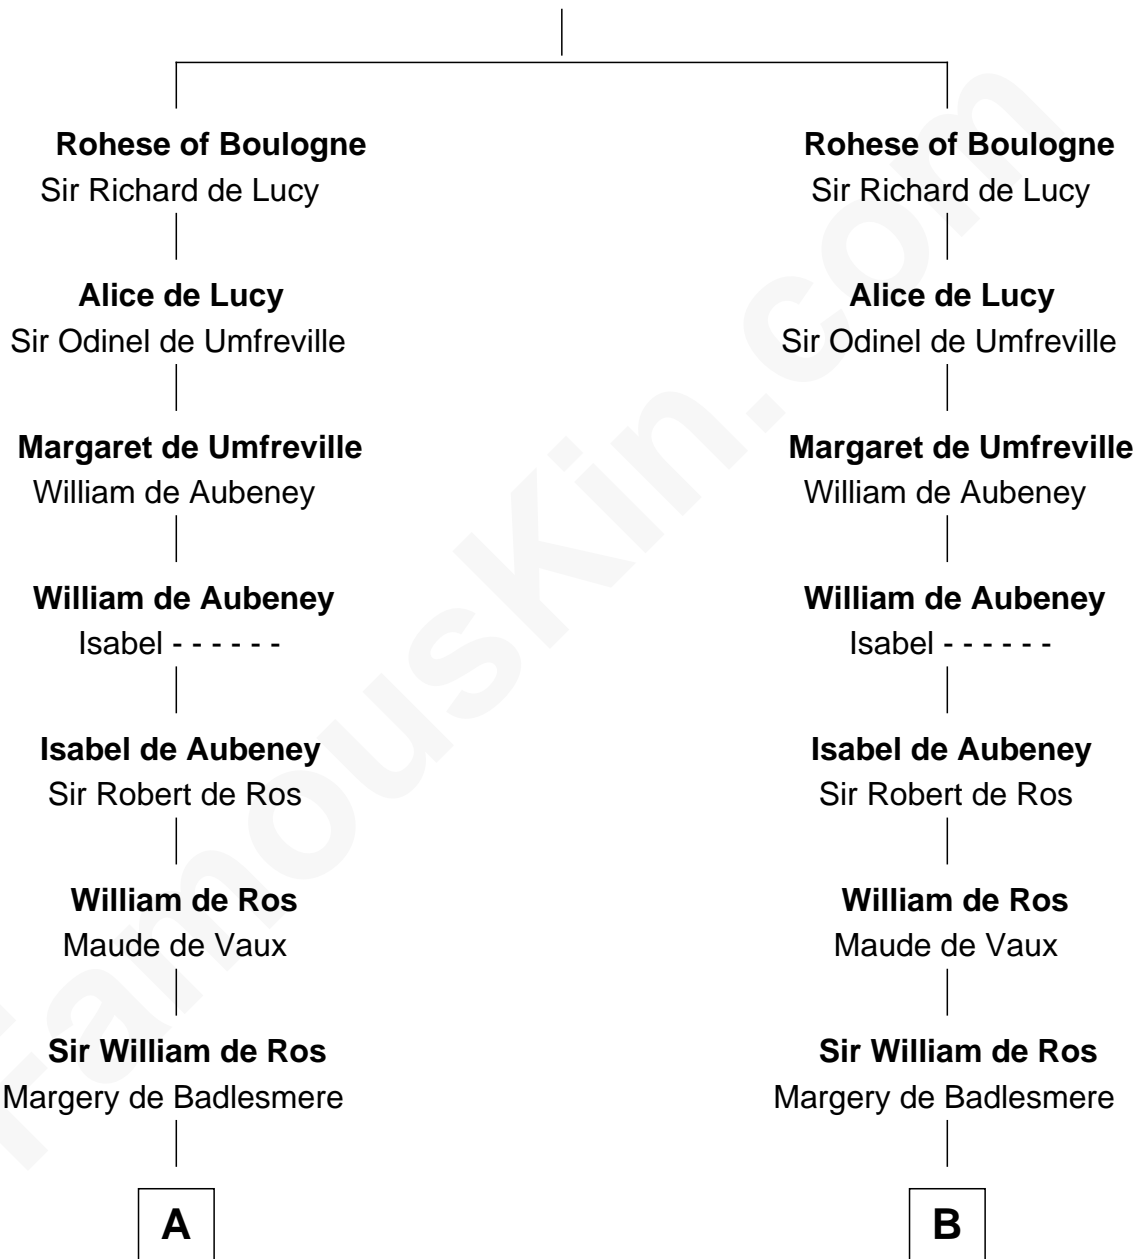 Rohese of Boulogne
Sir Richard de Lucy
Alice de Lucy
Sir Odinel de Umfreville
Margaret de Umfreville
William de Aubeney
William de Aubeney
Isabel - - - - - -
Isabel de Aubeney
Sir Robert de Ros
William de Ros
Maude de Vaux
Sir William de Ros
Margery de Badlesmere
A
Rohese of Boulogne
Sir Richard de Lucy
Alice de Lucy
Sir Odinel de Umfreville
Margaret de Umfreville
William de Aubeney
William de Aubeney
Isabel - - - - - -
Isabel de Aubeney
Sir Robert de Ros
William de Ros
Maude de Vaux
Sir William de Ros
Margery de Badlesmere
B
FamousKin.com